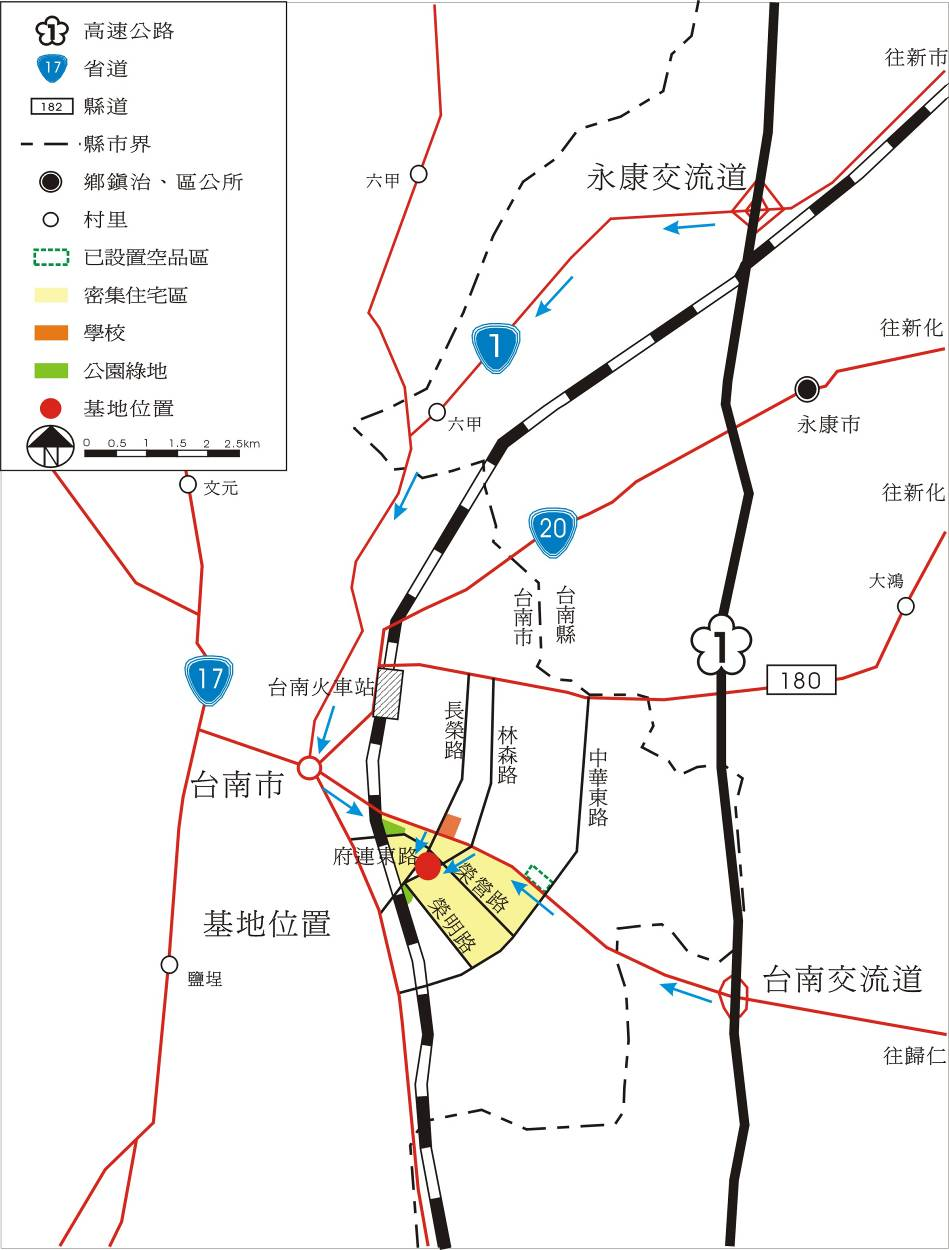 1
高速公路
17
省道
182
縣道
縣市界
鄉鎮治、區公所
村里
已設置空品區
密集住宅區
學校
公園綠地
基地位置
0 0.5 1 1.5 2 2.5km
往新市
六甲
永康交流道
往新化
1
六甲
永康市
文元
往新化
20
大鴻
台南市
台南縣
1
17
180
台南火車站
長榮路
林森路
中華東路
台南市
府連東路
榮營路
榮明路
基地位置
鹽埕
台南交流道
往歸仁